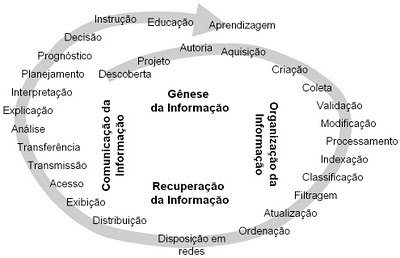 Instrução
Educação
Aprendizagem
Decisão
Prognóstico
Planejamento
Interpretação
Explicação
Análise
Transferência
Transmissão
Acesso
Exibição
Distribuição
Disposição em
redes
Ordenação
Atualização
Filtragem
Classificação
Indexação
Processamento
Modificação
Validação
Coleta
Criação
Aquisição
Autoria
Projeto
Descoberta
Gênese
da Informação
Organização da
Informação
Recuperação
da Informação
Comunicação da
Informação